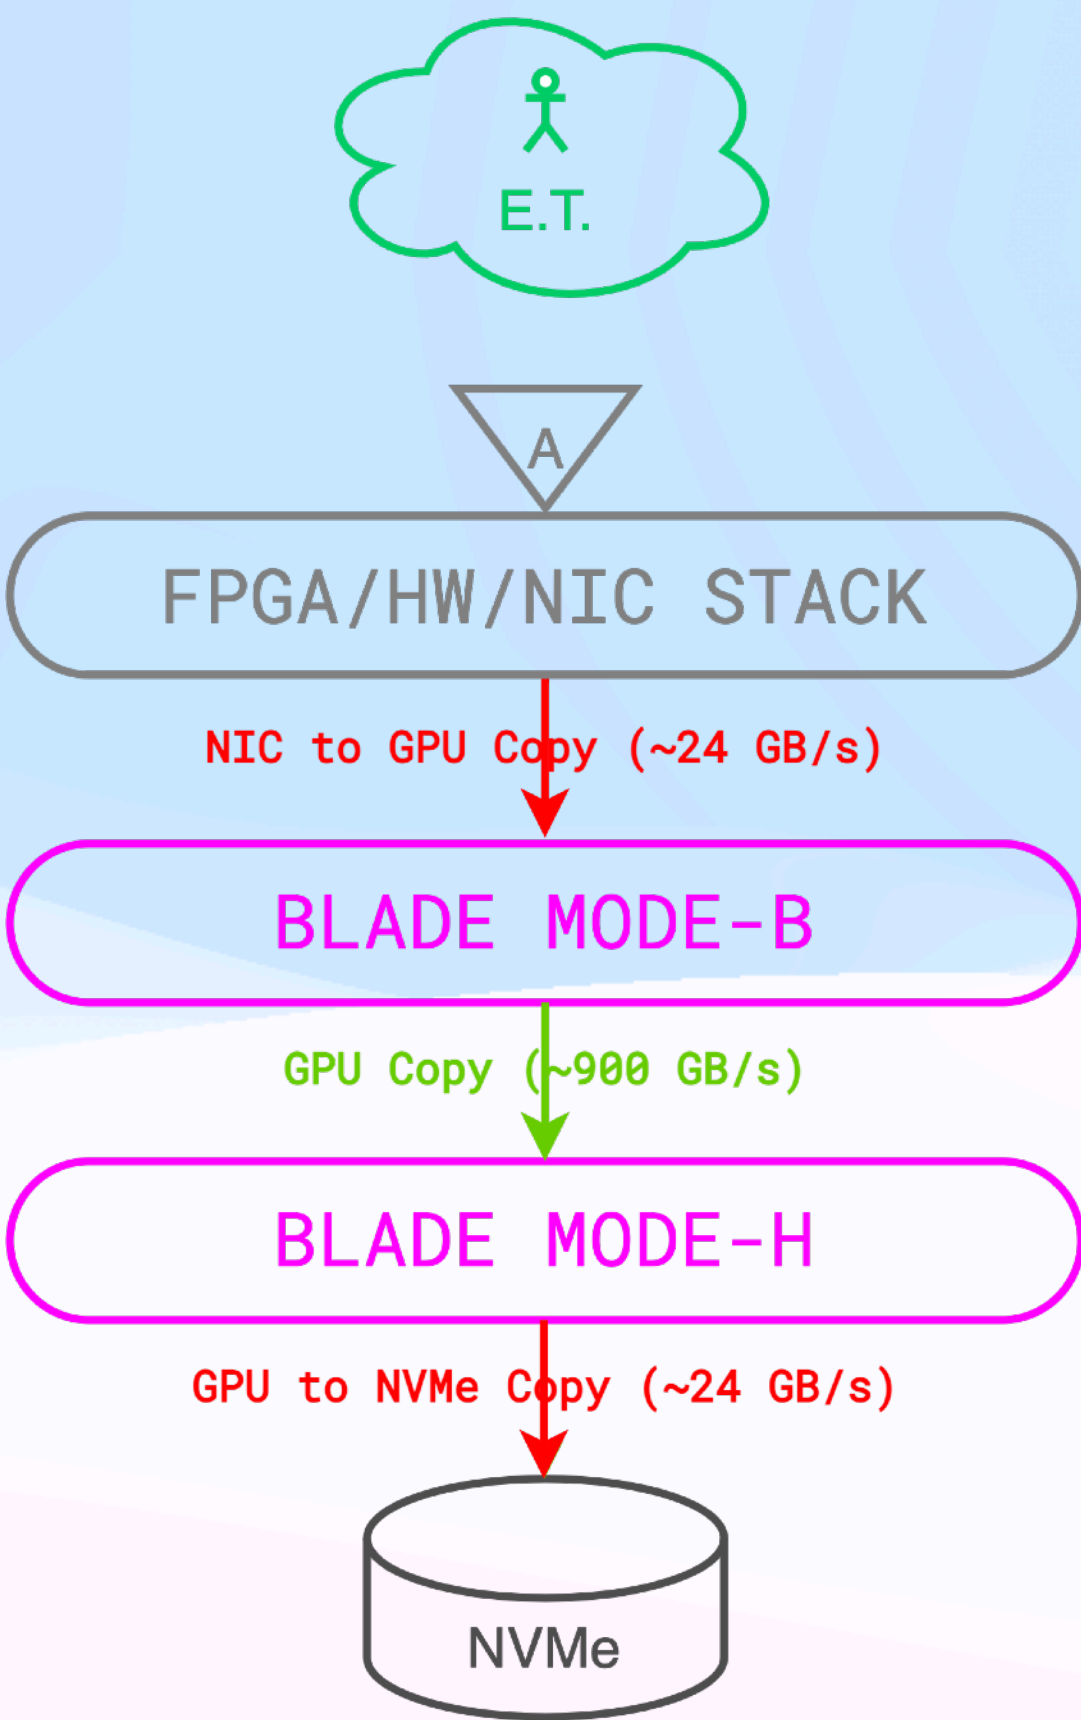 E.T.
A
FPGA/HW/NIC STACK
NIC to GPU Copy (~24 GB/s)
BLADE MODE-B
GPU Copy (~900 GB/s)
BLADE MODE-H
GPU to NVMe Copy (~24 GB/s)
NVMe